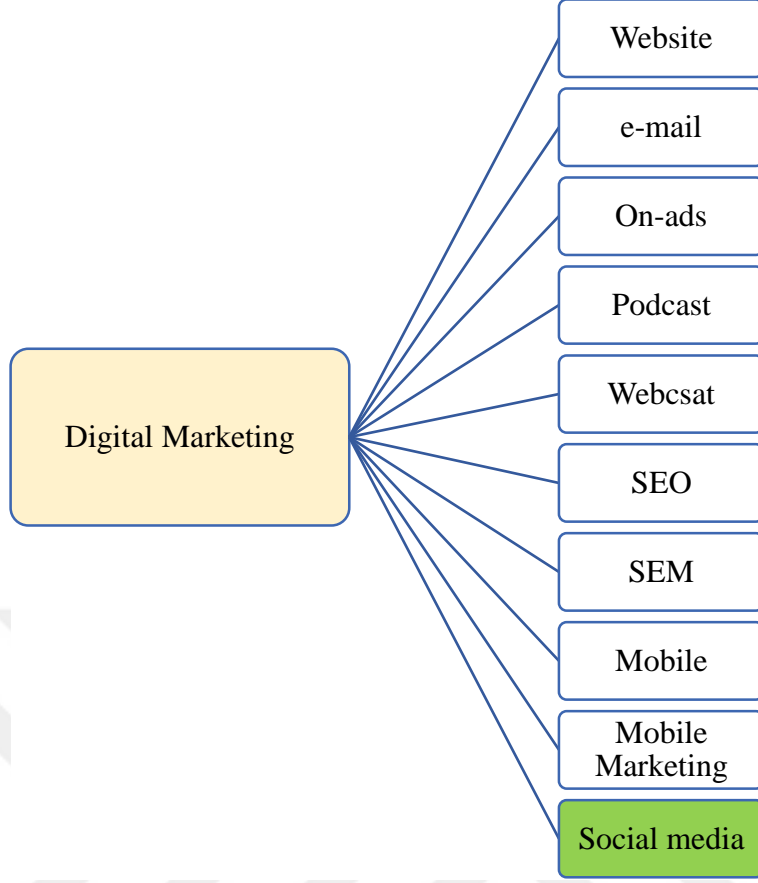 Website
e-mail
On-ads
Podcast
Digital Marketing
Webcsat
SEO
SEM
Mobile
Mobile
Marketing
Social media